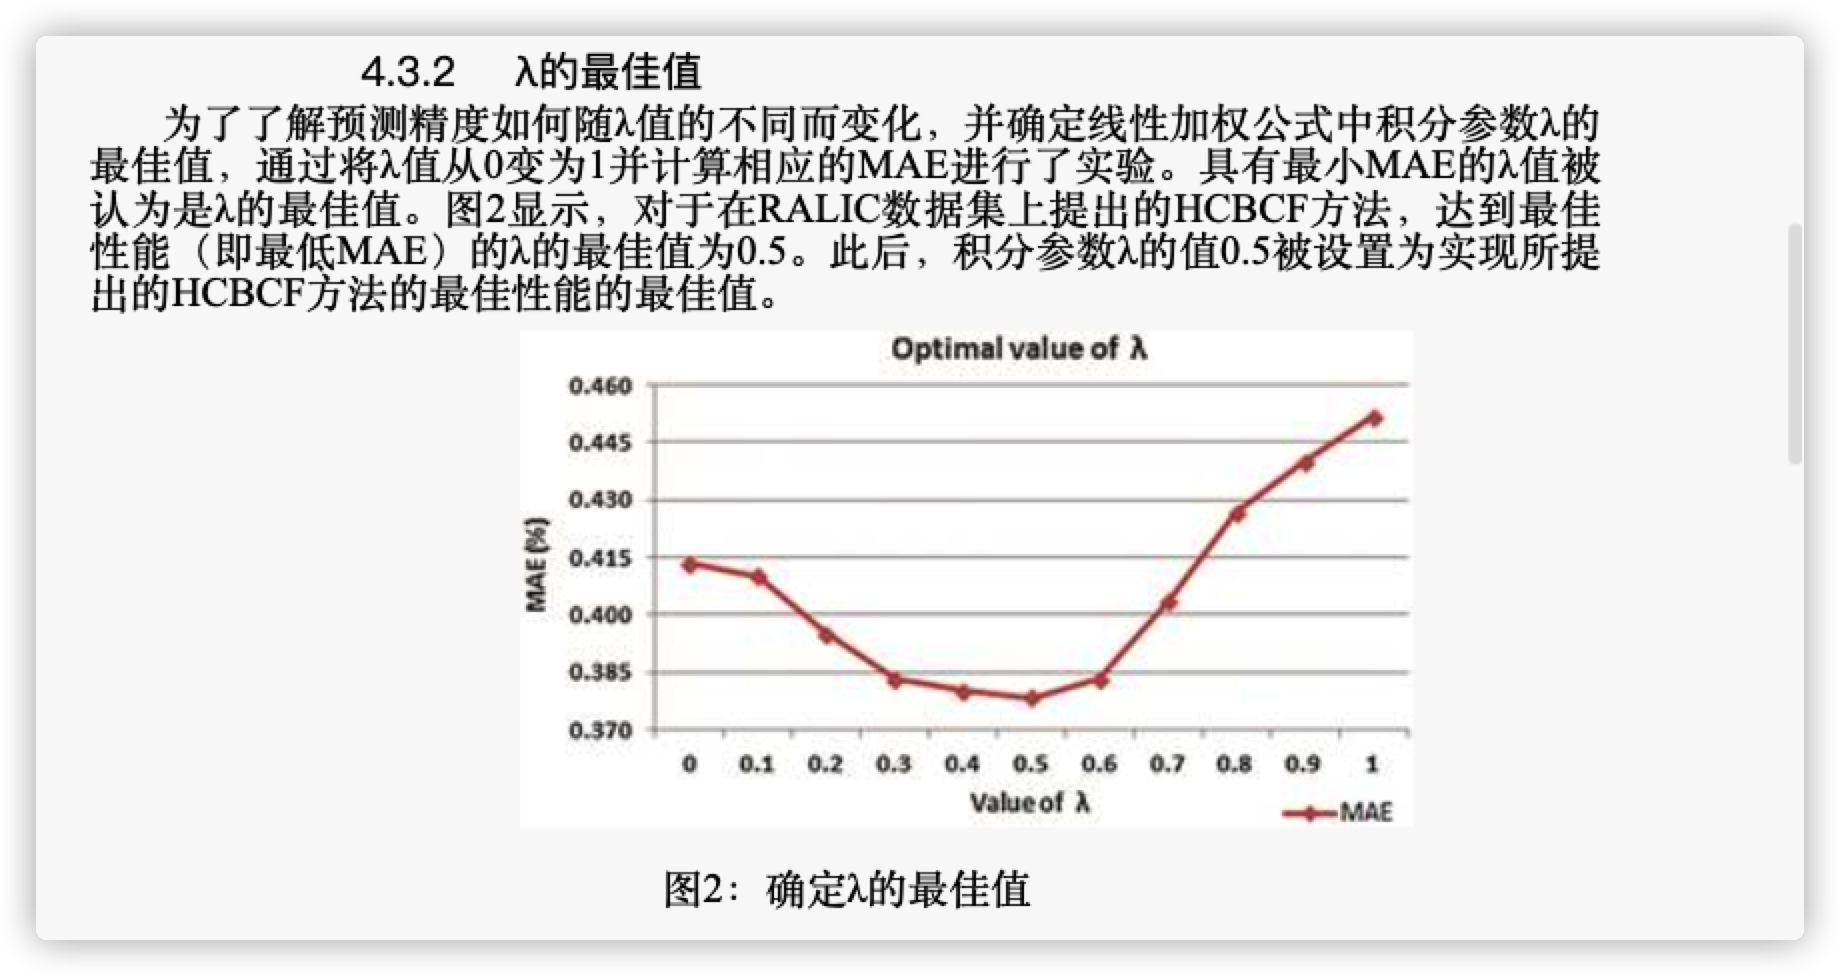 4.3.2 λ的最佳值
为了了解预测精度如何随λ值的不同而变化，并确定线性加权公式中积分参数λ的
最佳值，通过将λ值从0变为1并计算相应的MAE进行了实验。具有最小MAE的λ值被
认为是λ的最佳值。图2显示，对于在RALIC数据集上提出的HCBCF方法，达到最佳
性能（即最低MAE）的λ的最佳值为0.5。此后，积分参数λ的值0.5被设置为实现所提
出的HCBCF方法的最佳性能的最佳值。
Optimal value of λ
0.460
0.445
0.430
0.415
0.400
0.385
0.370
MAE (%)
0 0.1 0.2 0.3 0.4 0.5 0.6 0.7 0.8 0.9 1
Value of λ
MAE
图2：确定λ的最佳值